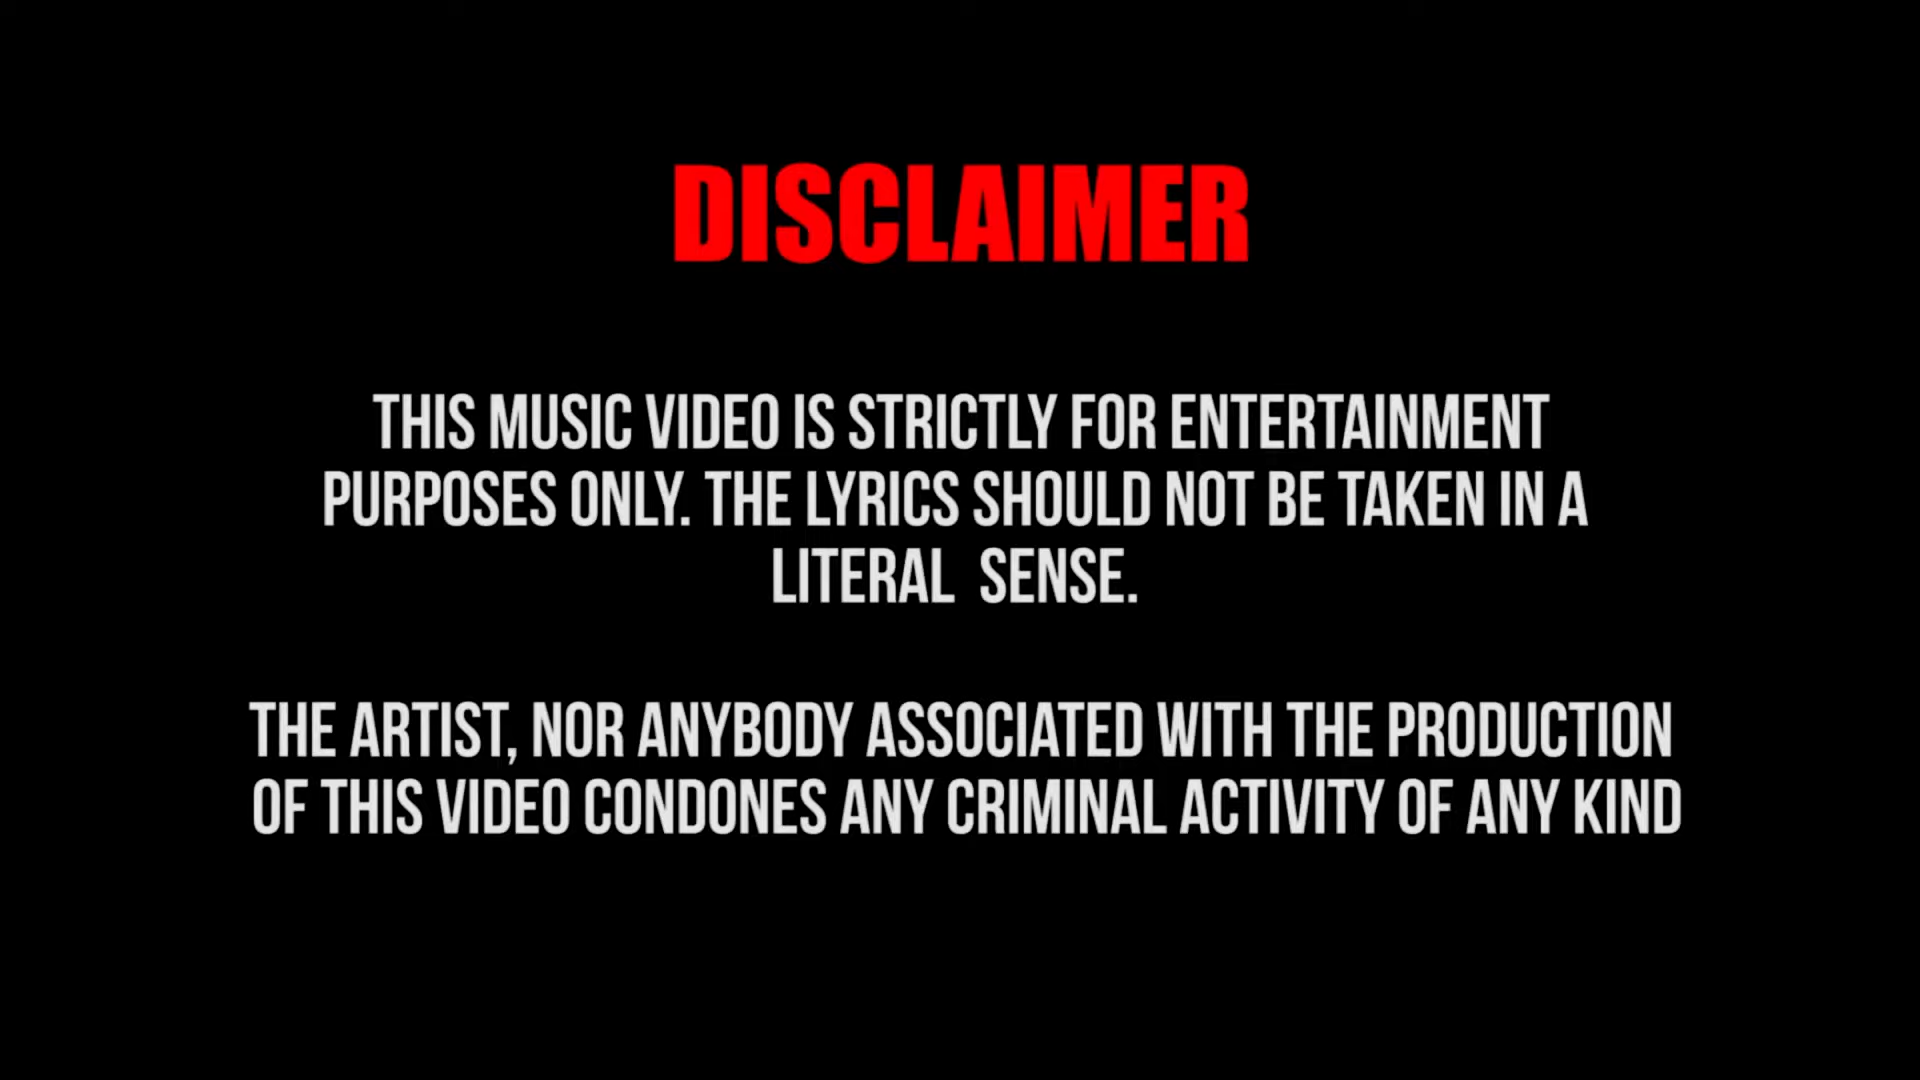 DISCLAIMER
THIS MUSIC VIDEO IS STRICTLY FOR ENTERTAINMENT
PURPOSES ONLY. THE LYRICS SHOULD NOT BE TAKEN IN A
LITERAL  SENSE.
THE ARTIST, NOR ANYBODY ASSOCIATED WITH THE PRODUCTION
OF THIS VIDEO CONDONES ANY CRIMINAL ACTIVITY OF ANY KIND